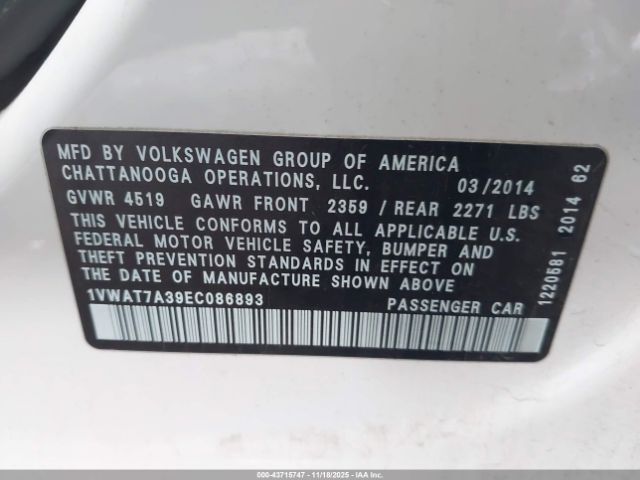 MFD BY VOLKSWAGEN GROUP OF AMERICA
CHATTANOOGA OPERATIONS, LLC. 03/2014
GVWR 4519 GAWR FRONT 2359 / REAR 2271 LBS
THIS VEHICLE CONFORMS TO ALL APPLICABLE U.S.
FEDERAL MOTOR VEHICLE SAFETY, BUMPER AND
THEFT PREVENTION STANDARDS IN EFFECT ON
THE DATE OF MANUFACTURE SHOWN ABOVE
1VWAT7A39EC086893 PASSENGER CAR
1220581 2014 62
000-43715747 - 11/18/2025 - IAAI.COM